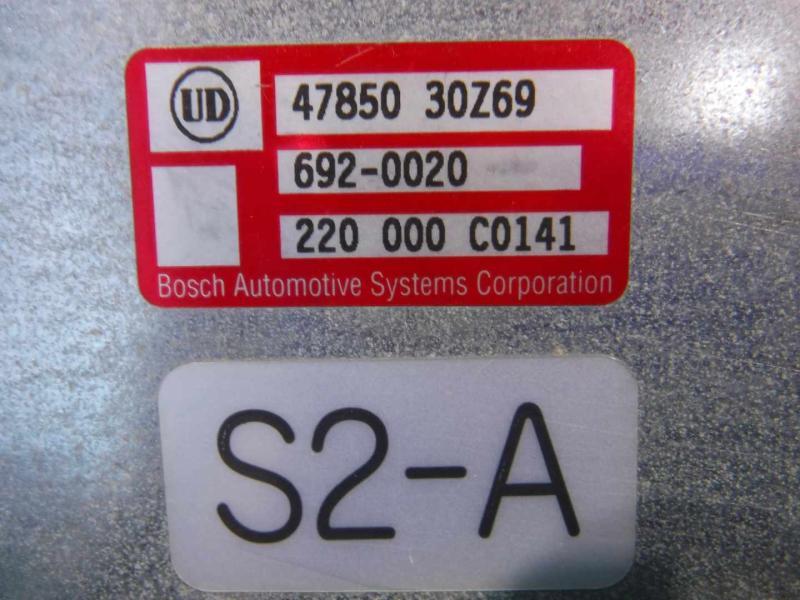 UD
47850 30Z69
692-0020
220 000 C0141
Bosch Automotive Systems Corporation
S2-A